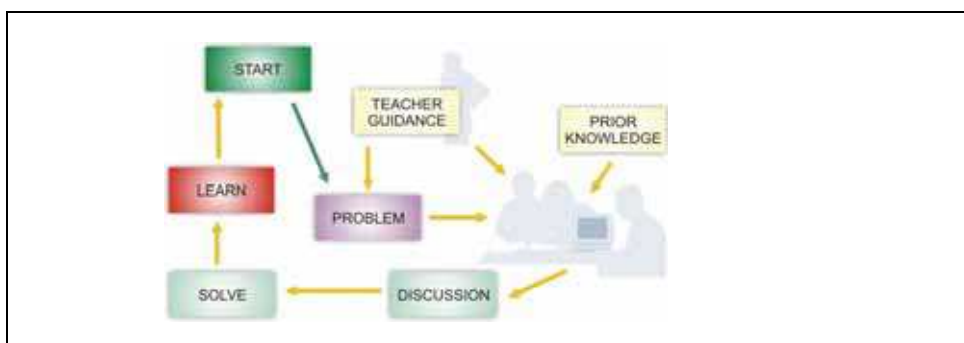 START
TEACHER
GUIDANCE
PRIOR
KNOWLEDGE
LEARN
PROBLEM
SOLVE
DISCUSSION